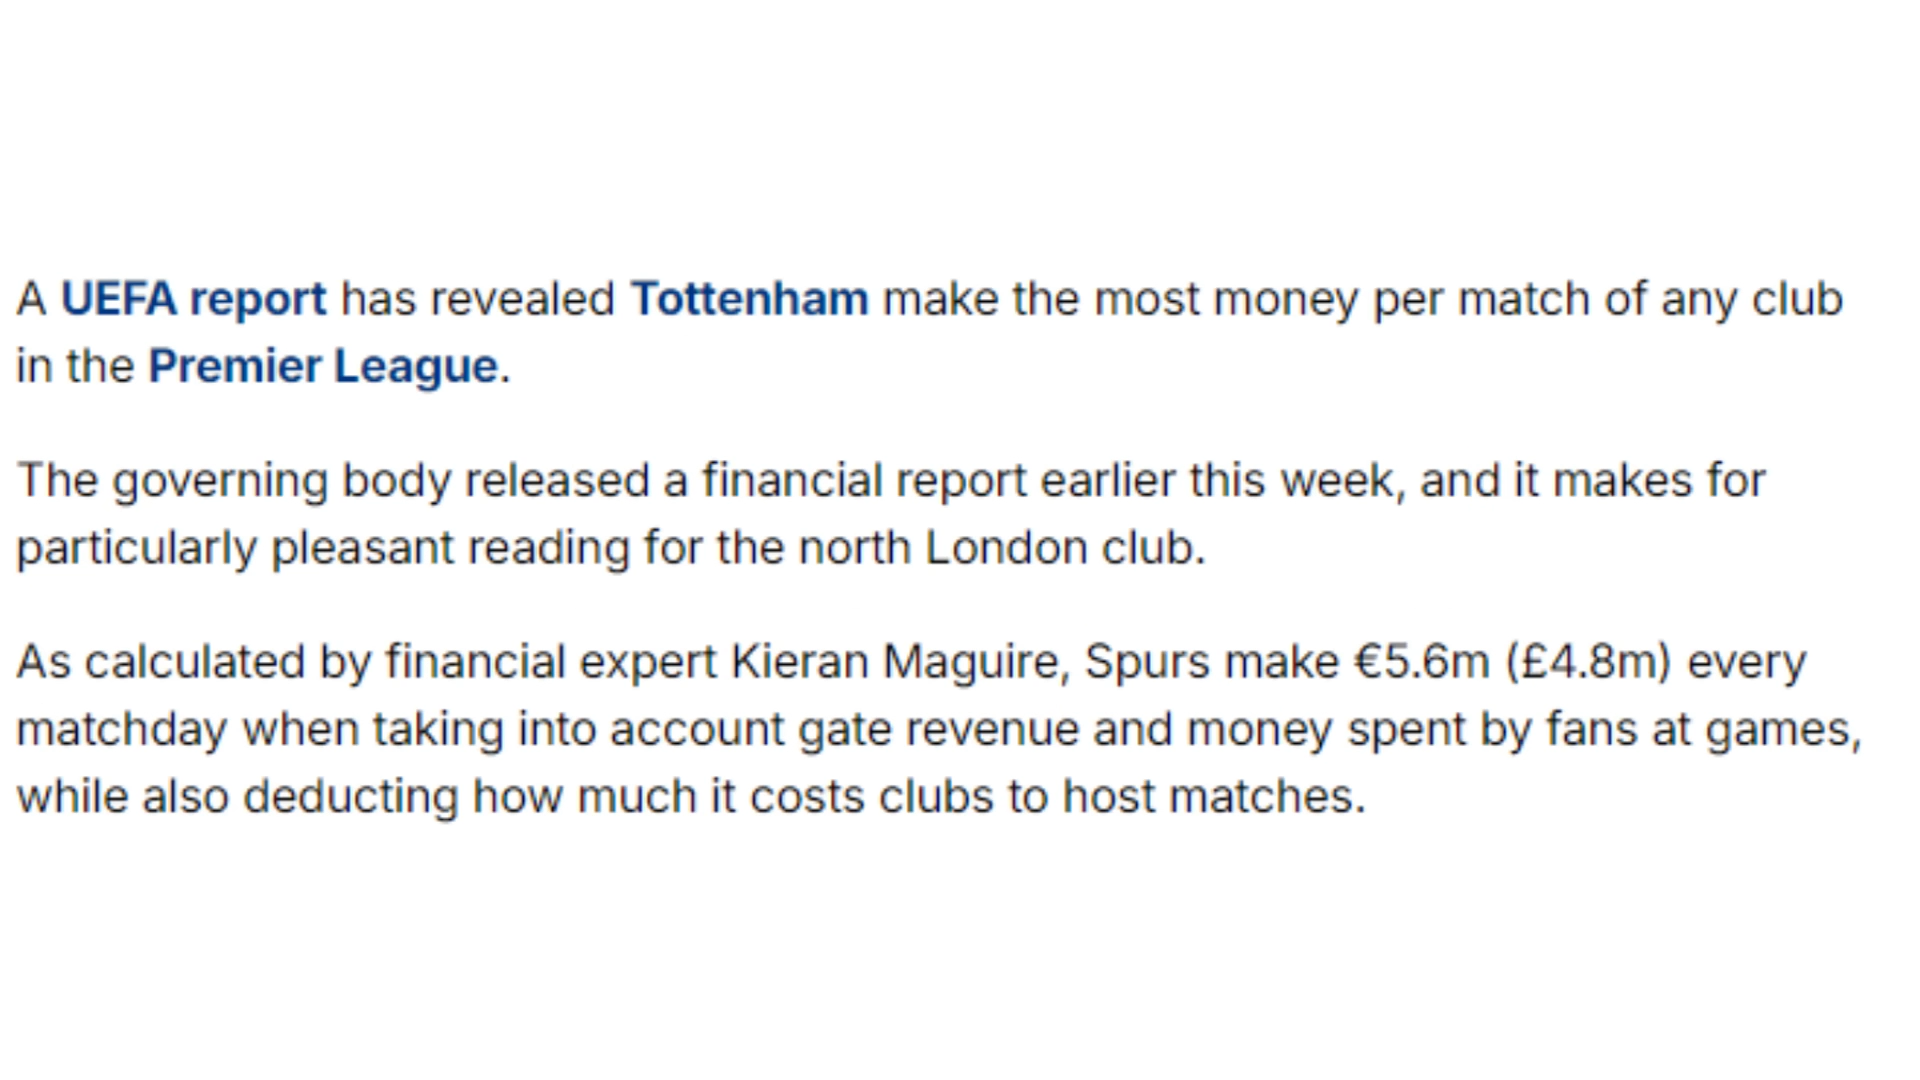 A UEFA report has revealed Tottenham make the most money per match of any club
in the Premier League.
The governing body released a financial report earlier this week, and it makes for
particularly pleasant reading for the north London club.
As calculated by financial expert Kieran Maguire, Spurs make €5.6m (£4.8m) every
matchday when taking into account gate revenue and money spent by fans at games,
while also deducting how much it costs clubs to host matches.